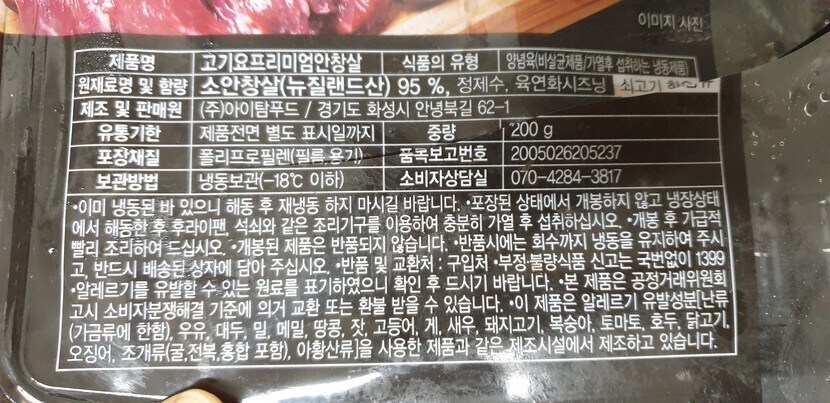 이미지 사진
제품명 고기요프리미엄안창살 식품의 유형 양념육(비살균제품/가열후 섭취하는 냉동제품)
원재료명 및 함량 소안창살(뉴질랜드산) 95 %, 정제수, 육연화시즈닝 쇠고기
제조 및 판매원 (주)아이탐푸드 / 경기도 화성시 안녕북길 62-1
유통기한 제품전면 별도 표시일까지 중량 200 g
포장재질 폴리프로필렌(필름,용기) 품목보고번호 2005026205237
보관방법 냉동보관(-18℃ 이하) 소비자상담실 070-4284-3817
•이미 냉동된 바 있으니 해동 후 재냉동 하지 마시길 바랍니다. •포장된 상태에서 개봉하지 않고 냉장상태
에서 해동한 후 후라이팬, 석쇠와 같은 조리기구를 이용하여 충분히 가열 후 섭취하십시오. •개봉 후 가급적
빨리 조리하여 드십시오. •개봉된 제품은 반품되지 않습니다. •반품시에는 회수까지 냉동을 유지하여 주시
고, 반드시 배송된 상자에 담아 주십시오. •반품 및 교환처 : 구입처 •부정·불량식품 신고는 국번없이 1399
•알레르기를 유발할 수 있는 원료를 표기하였으니 확인 후 드시기 바랍니다. •본 제품은 공정거래위원회
고시 소비자분쟁해결 기준에 의거 교환 또는 환불 받을 수 있습니다. •이 제품은 알레르기 유발성분[난류
(가금류에 한함), 우유, 대두, 밀, 메밀, 땅콩, 잣, 고등어, 게, 새우, 돼지고기, 복숭아, 토마토, 호두, 닭고기,
오징어, 조개류(굴,전복,홍합 포함), 아황산류]을 사용한 제품과 같은 제조시설에서 제조하고 있습니다.